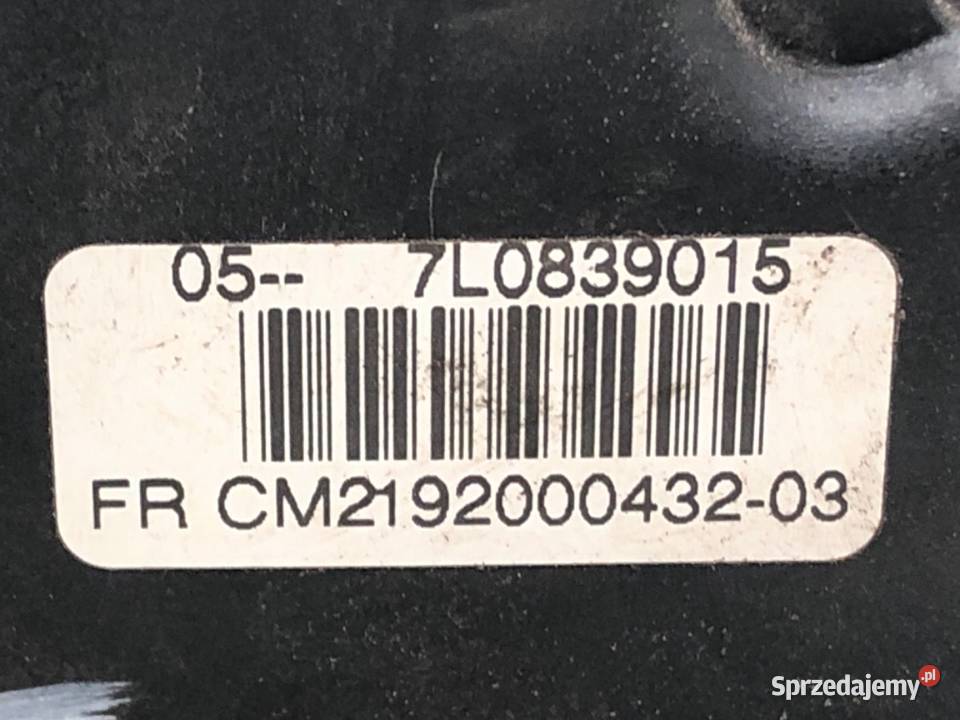 05-- 7L0839015
FR CM2192000432-03
Sprzedajemy.pl